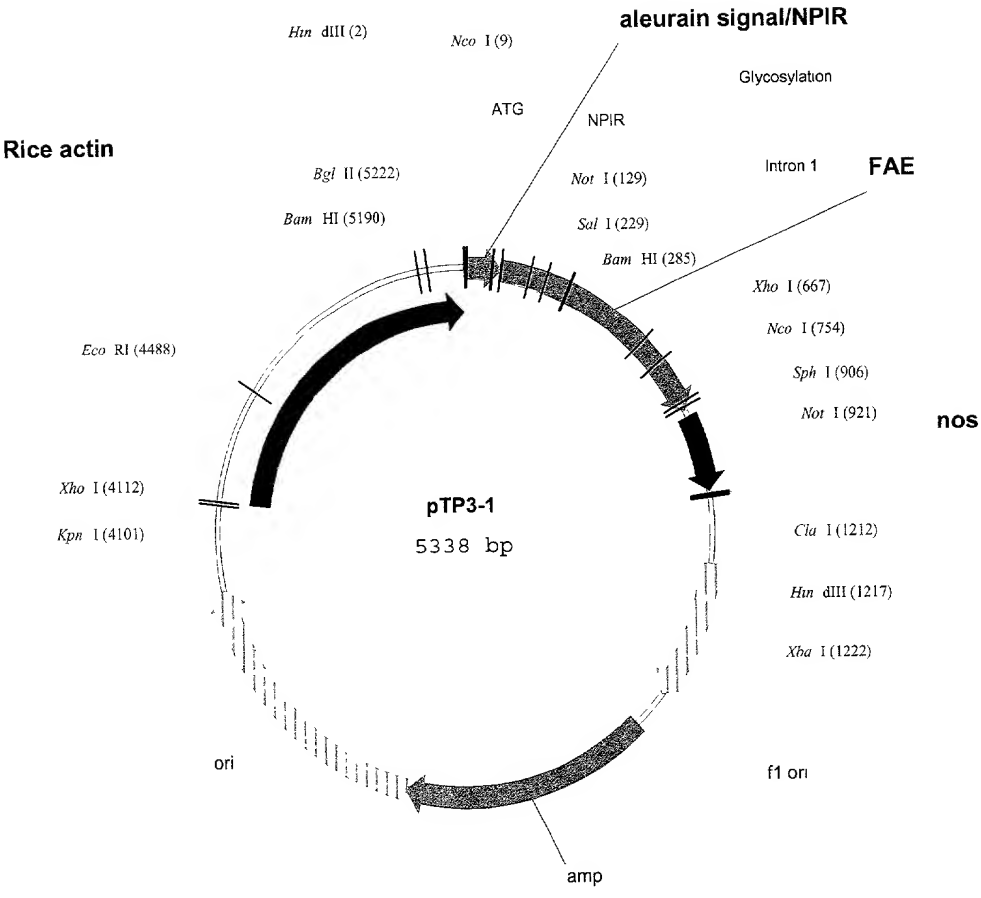 aleurain signal/NPIR
Hin dIII (2)
Nco I (9)
Glycosylation
ATG
NPIR
Rice actin
Intron 1
FAE
Bgl II (5222)
Not I (129)
Bam HI (5190)
Sal I (229)
Bam HI (285)
Xho I (667)
Nco I (754)
Eco RI (4488)
Sph I (906)
Not I (921)
nos
Xho I (4112)
pTP3-1
Kpn I (4101)
5338 bp
Cla I (1212)
Hin dIII (1217)
Xba I (1222)
ori
f1 ori
amp